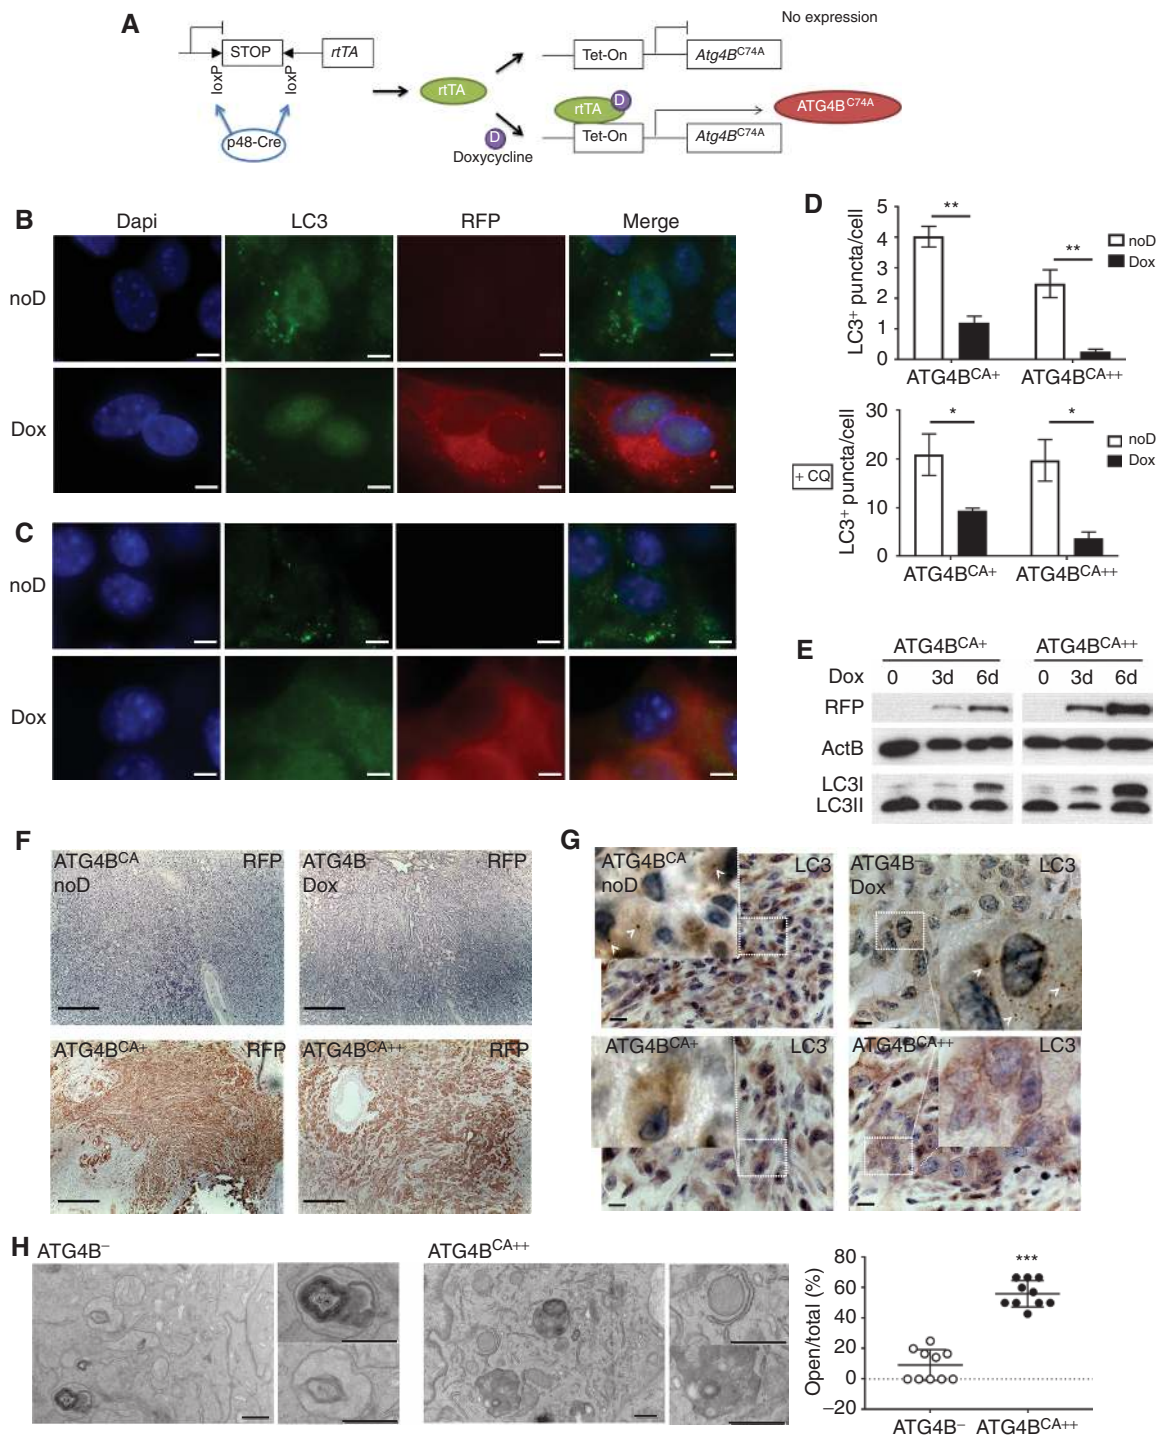 A
No expression
STOP
rtTA
loxP
loxP
p48-Cre
rtTA
D
Doxycycline
Tet-On
Atg4B^C74A
rtTA
D
Tet-On
Atg4B^C74A
ATG4B^C74A
B
Dapi LC3 RFP Merge
noD
Dox
C
noD
Dox
D
LC3+ puncta/cell
5
4
3
2
1
0
** **
noD
Dox
ATG4B^CA+ ATG4B^CA++
+ CQ
LC3+ puncta/cell
30
20
10
0
* *
noD
Dox
ATG4B^CA+ ATG4B^CA++
E
ATG4B^CA+ ATG4B^CA++
Dox 0 3d 6d 0 3d 6d
RFP
ActB
LC3I
LC3II
F
ATG4B^CA RFP
noD
ATG4B^– RFP
Dox
ATG4B^CA+ RFP
ATG4B^CA++ RFP
G
ATG4B^CA LC3
noD
ATG4B^– LC3
Dox
ATG4B^CA+ LC3
ATG4B^CA++ LC3
H
ATG4B^–
ATG4B^CA++
Open/total (%)
80
60
40
20
0
–20
***
ATG4B^– ATG4B^CA++